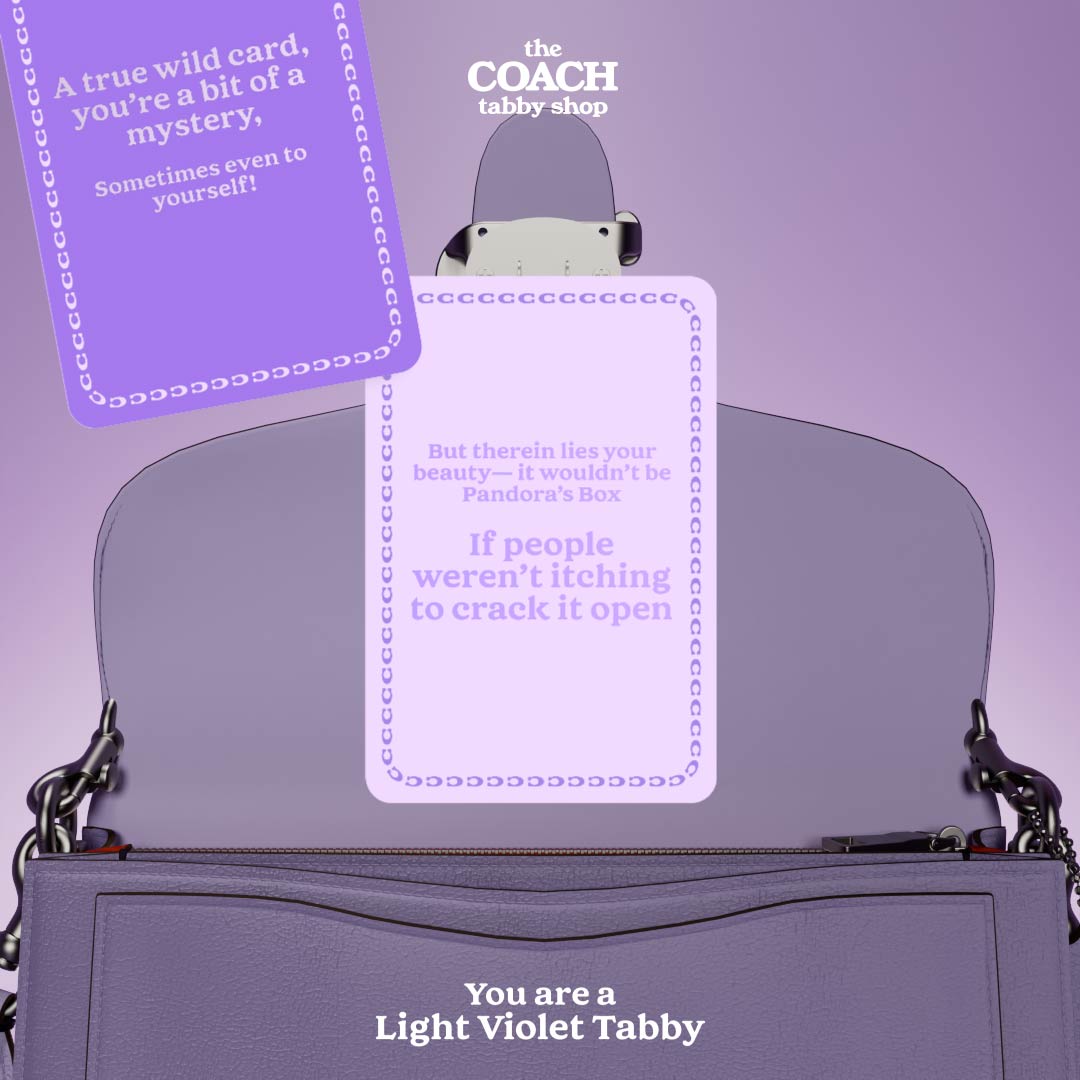 the
COACH
tabby shop
A true wild card,
you're a bit of a
mystery,
Sometimes even to
yourself!
But therein lies your
beauty— it wouldn't be
Pandora's Box
If people
weren't itching
to crack it open
You are a
Light Violet Tabby